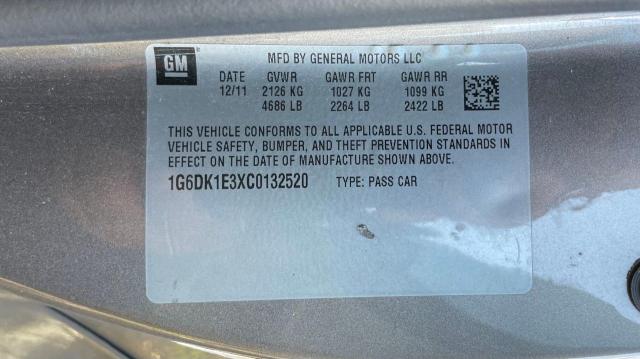 GM
MFD BY GENERAL MOTORS LLC
DATE GVWR GAWR FRT GAWR RR
12/11 2126 KG 1027 KG 1099 KG
4686 LB 2264 LB 2422 LB
THIS VEHICLE CONFORMS TO ALL APPLICABLE U.S. FEDERAL MOTOR
VEHICLE SAFETY, BUMPER, AND THEFT PREVENTION STANDARDS IN
EFFECT ON THE DATE OF MANUFACTURE SHOWN ABOVE.
1G6DK1E3XC0132520 TYPE: PASS CAR